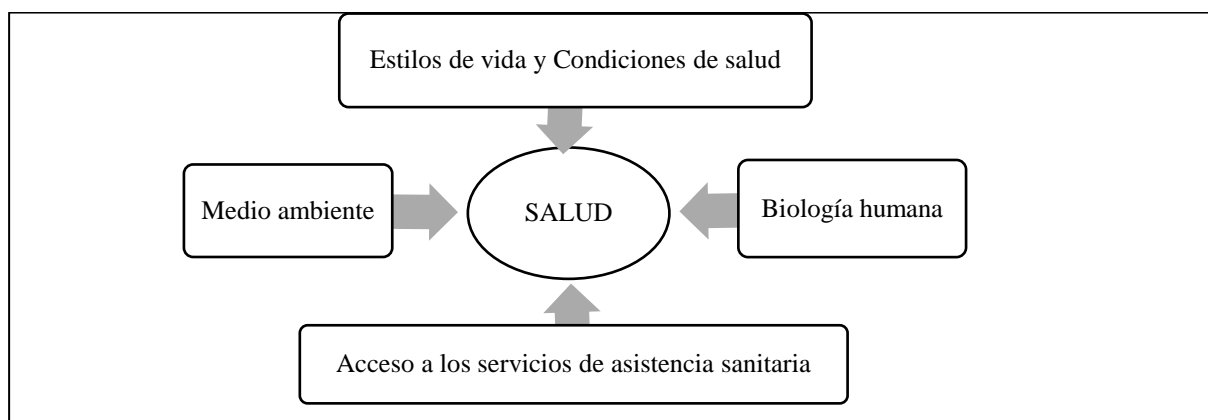 Estilos de vida y Condiciones de salud
Medio ambiente
SALUD
Biología humana
Acceso a los servicios de asistencia sanitaria